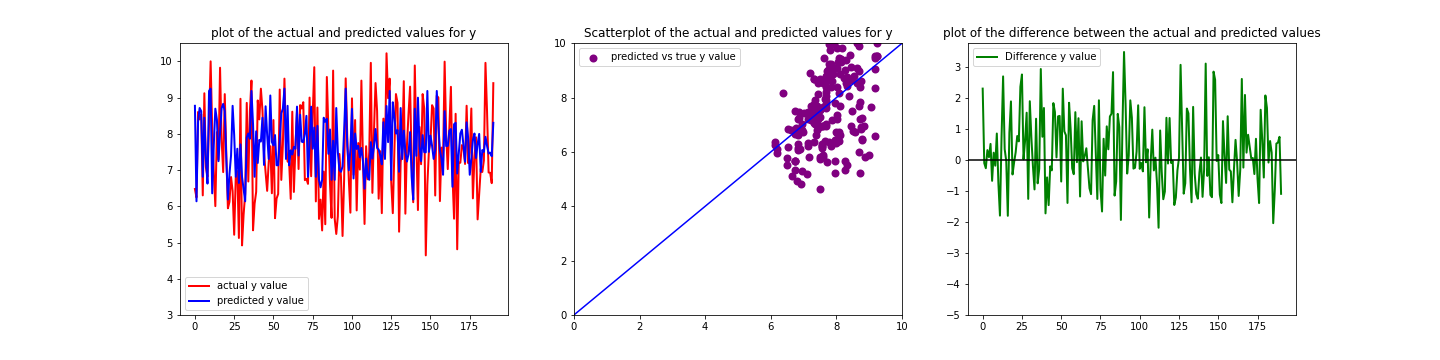 plot of the actual and predicted values for y
10
9
8
7
6
5
4
3
0 25 50 75 100 125 150 175
actual y value
predicted y value
Scatterplot of the actual and predicted values for y
predicted vs true y value
10
8
6
4
2
0
0 2 4 6 8 10
plot of the difference between the actual and predicted values
Difference y value
3
2
1
0
−1
−2
−3
−4
−5
0 25 50 75 100 125 150 175